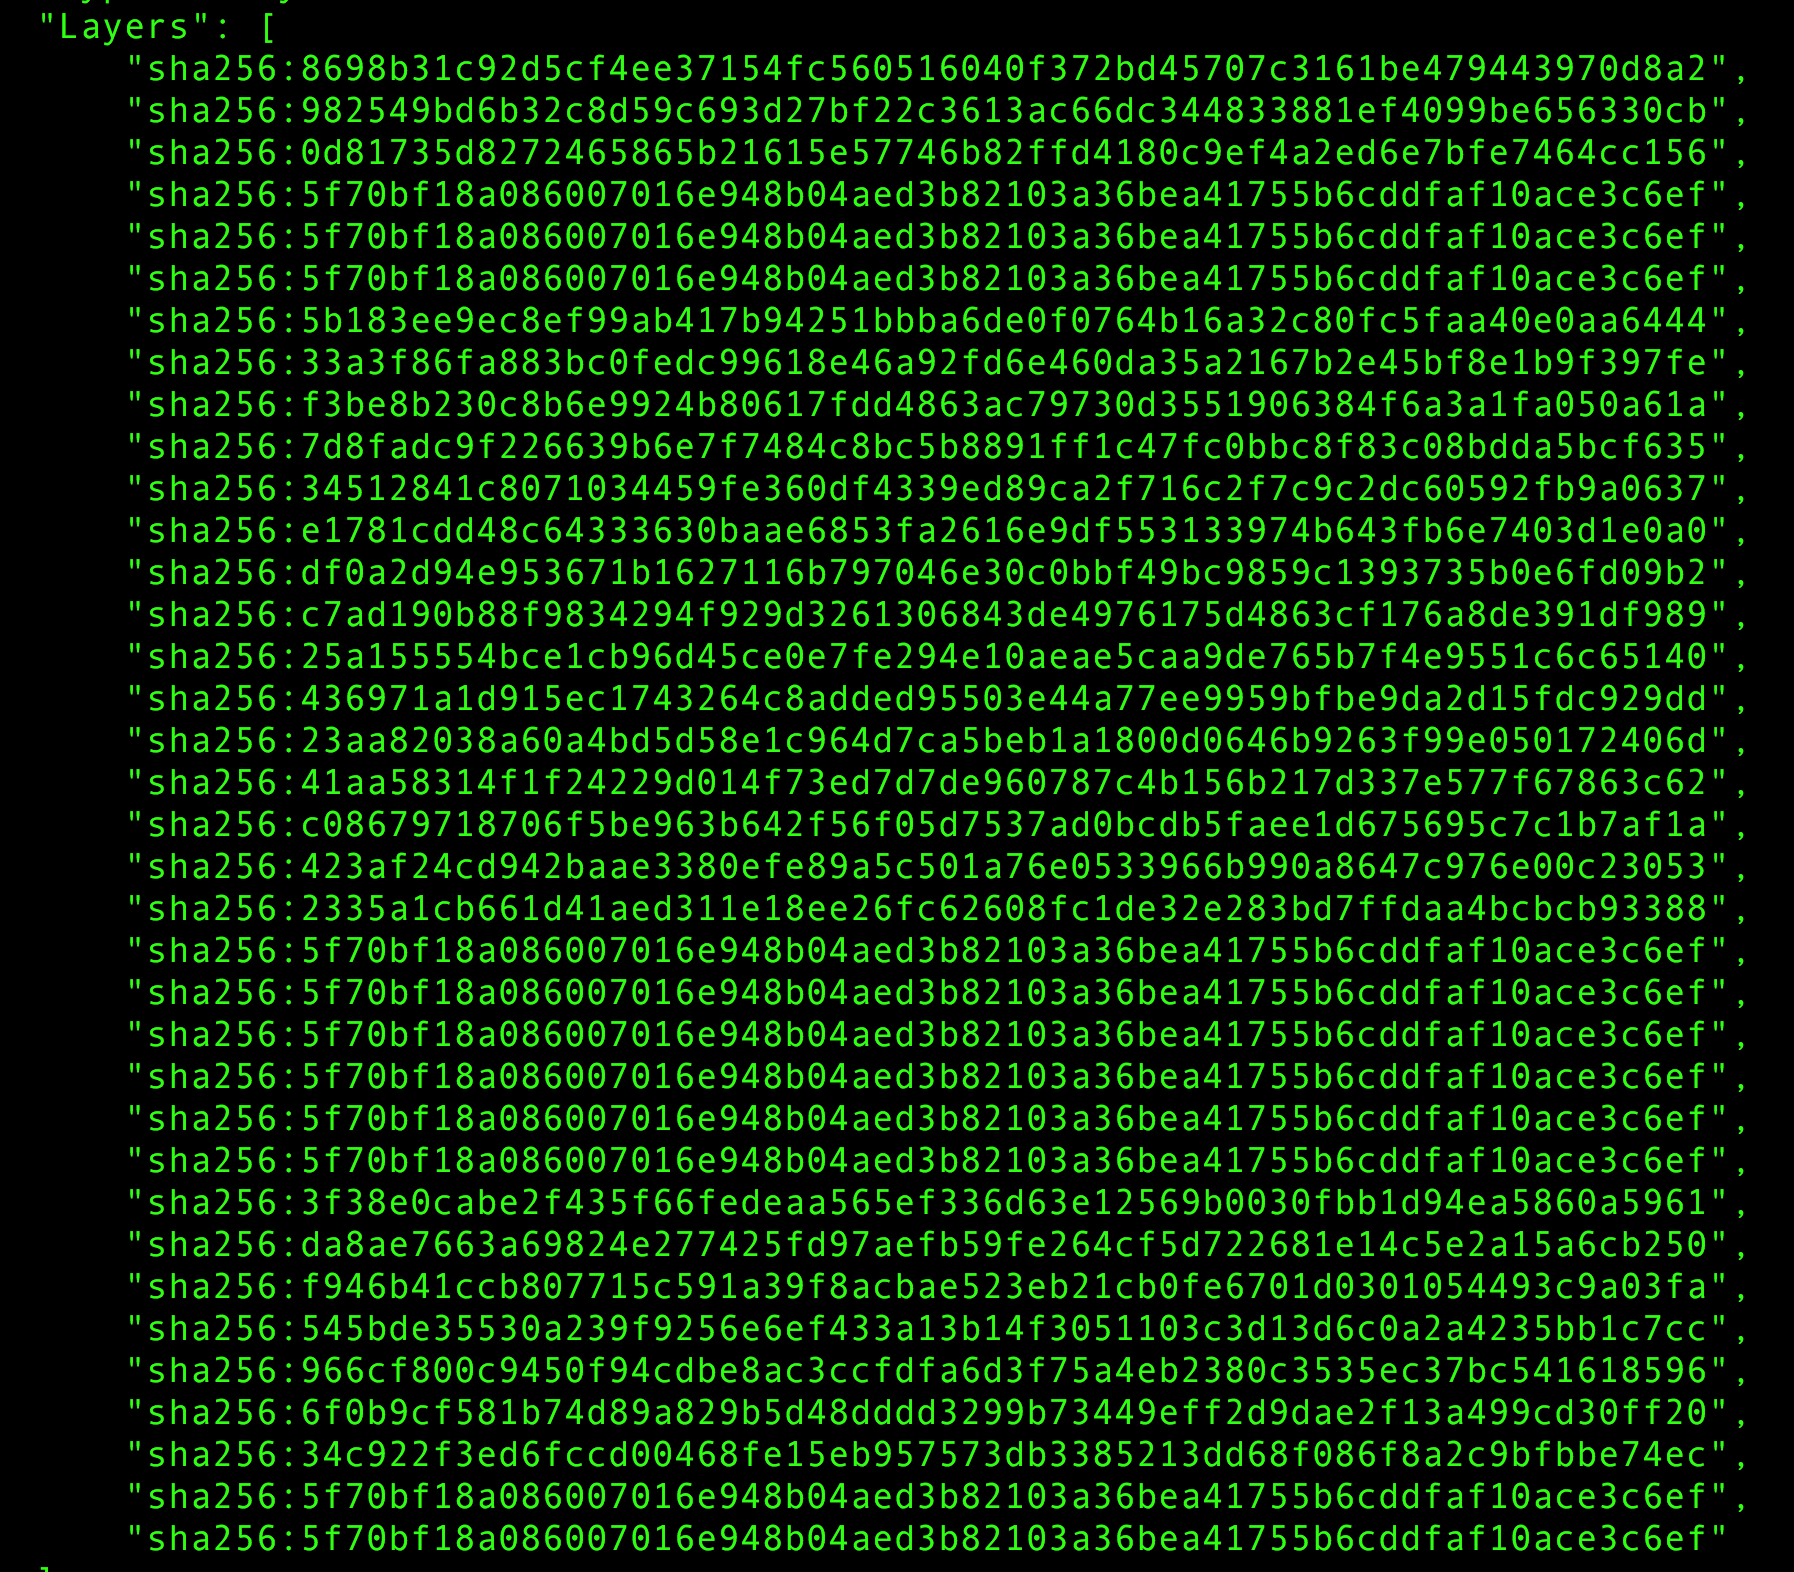 "Layers": [
"sha256:8698b31c92d5cf4ee37154fc560516040f372bd45707c3161be479443970d8a2",
"sha256:982549bd6b32c8d59c693d27bf22c3613ac66dc344833881ef4099be656330cb",
"sha256:0d81735d8272465865b21615e57746b82ffd4180c9ef4a2ed6e7bfe7464cc156",
"sha256:5f70bf18a086007016e948b04aed3b82103a36bea41755b6cddfaf10ace3c6ef",
"sha256:5f70bf18a086007016e948b04aed3b82103a36bea41755b6cddfaf10ace3c6ef",
"sha256:5f70bf18a086007016e948b04aed3b82103a36bea41755b6cddfaf10ace3c6ef",
"sha256:5b183ee9ec8ef99ab417b94251bbba6de0f0764b16a32c80fc5faa40e0aa6444",
"sha256:33a3f86fa883bc0fedc99618e46a92fd6e460da35a2167b2e45bf8e1b9f397fe",
"sha256:f3be8b230c8b6e9924b80617fdd4863ac79730d3551906384f6a3a1fa050a61a",
"sha256:7d8fadc9f226639b6e7f7484c8bc5b8891ff1c47fc0bbc8f83c08bdda5bcf635",
"sha256:34512841c8071034459fe360df4339ed89ca2f716c2f7c9c2dc60592fb9a0637",
"sha256:e1781cdd48c64333630baae6853fa2616e9df553133974b643fb6e7403d1e0a0",
"sha256:df0a2d94e953671b1627116b797046e30c0bbf49bc9859c1393735b0e6fd09b2",
"sha256:c7ad190b88f9834294f929d3261306843de4976175d4863cf176a8de391df989",
"sha256:25a155554bce1cb96d45ce0e7fe294e10aeae5caa9de765b7f4e9551c6c65140",
"sha256:436971a1d915ec1743264c8added95503e44a77ee9959bfbe9da2d15fdc929dd",
"sha256:23aa82038a60a4bd5d58e1c964d7ca5beb1a1800d0646b9263f99e050172406d",
"sha256:41aa58314f1f24229d014f73ed7d7de960787c4b156b217d337e577f67863c62",
"sha256:c08679718706f5be963b642f56f05d7537ad0bcdb5faee1d675695c7c1b7af1a",
"sha256:423af24cd942baae3380efe89a5c501a76e0533966b990a8647c976e00c23053",
"sha256:2335a1cb661d41aed311e18ee26fc62608fc1de32e283bd7ffdaa4bcbcb93388",
"sha256:5f70bf18a086007016e948b04aed3b82103a36bea41755b6cddfaf10ace3c6ef",
"sha256:5f70bf18a086007016e948b04aed3b82103a36bea41755b6cddfaf10ace3c6ef",
"sha256:5f70bf18a086007016e948b04aed3b82103a36bea41755b6cddfaf10ace3c6ef",
"sha256:5f70bf18a086007016e948b04aed3b82103a36bea41755b6cddfaf10ace3c6ef",
"sha256:5f70bf18a086007016e948b04aed3b82103a36bea41755b6cddfaf10ace3c6ef",
"sha256:5f70bf18a086007016e948b04aed3b82103a36bea41755b6cddfaf10ace3c6ef",
"sha256:3f38e0cabe2f435f66fedeaa565ef336d63e12569b0030fbb1d94ea5860a5961",
"sha256:da8ae7663a69824e277425fd97aefb59fe264cf5d722681e14c5e2a15a6cb250",
"sha256:f946b41ccb807715c591a39f8acbae523eb21cb0fe6701d0301054493c9a03fa",
"sha256:545bde35530a239f9256e6ef433a13b14f3051103c3d13d6c0a2a4235bb1c7cc",
"sha256:966cf800c9450f94cdbe8ac3ccfdfa6d3f75a4eb2380c3535ec37bc541618596",
"sha256:6f0b9cf581b74d89a829b5d48dddd3299b73449eff2d9dae2f13a499cd30ff20",
"sha256:34c922f3ed6fccd00468fe15eb957573db3385213dd68f086f8a2c9bfbbe74ec",
"sha256:5f70bf18a086007016e948b04aed3b82103a36bea41755b6cddfaf10ace3c6ef",
"sha256:5f70bf18a086007016e948b04aed3b82103a36bea41755b6cddfaf10ace3c6ef"